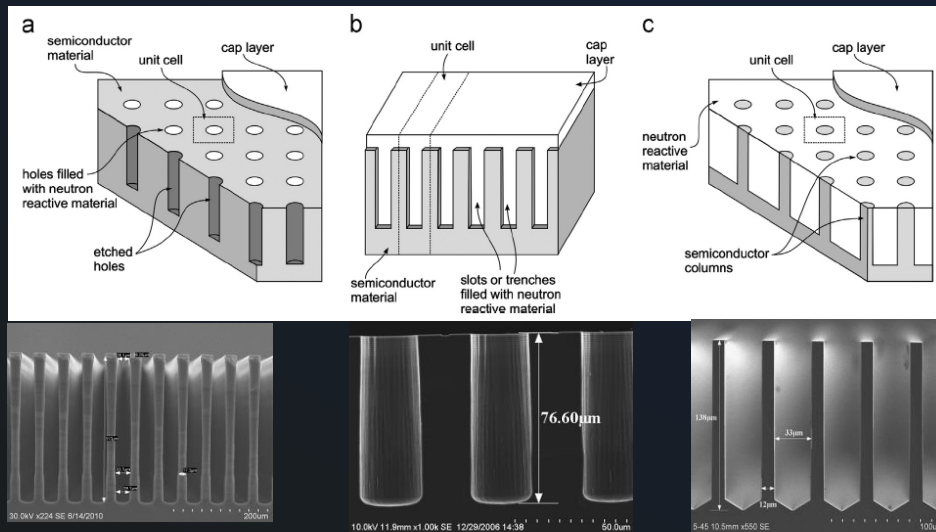 a
semiconductor
material
unit cell
cap layer
holes filled
with neutron
reactive material
etched
holes
b
unit cell
cap
layer
semiconductor
material
slots or trenches
filled with neutron
reactive material
c
unit cell
cap layer
neutron
reactive
material
semiconductor
columns
30.0kV x224 SE 6/14/2010
200um
76.60μm
10.0kV 11.9mm x1.00k SE 12/29/2006 14:38
50.0um
138μm
33μm
12μm
5-45 10.5mm x550 SE
100u